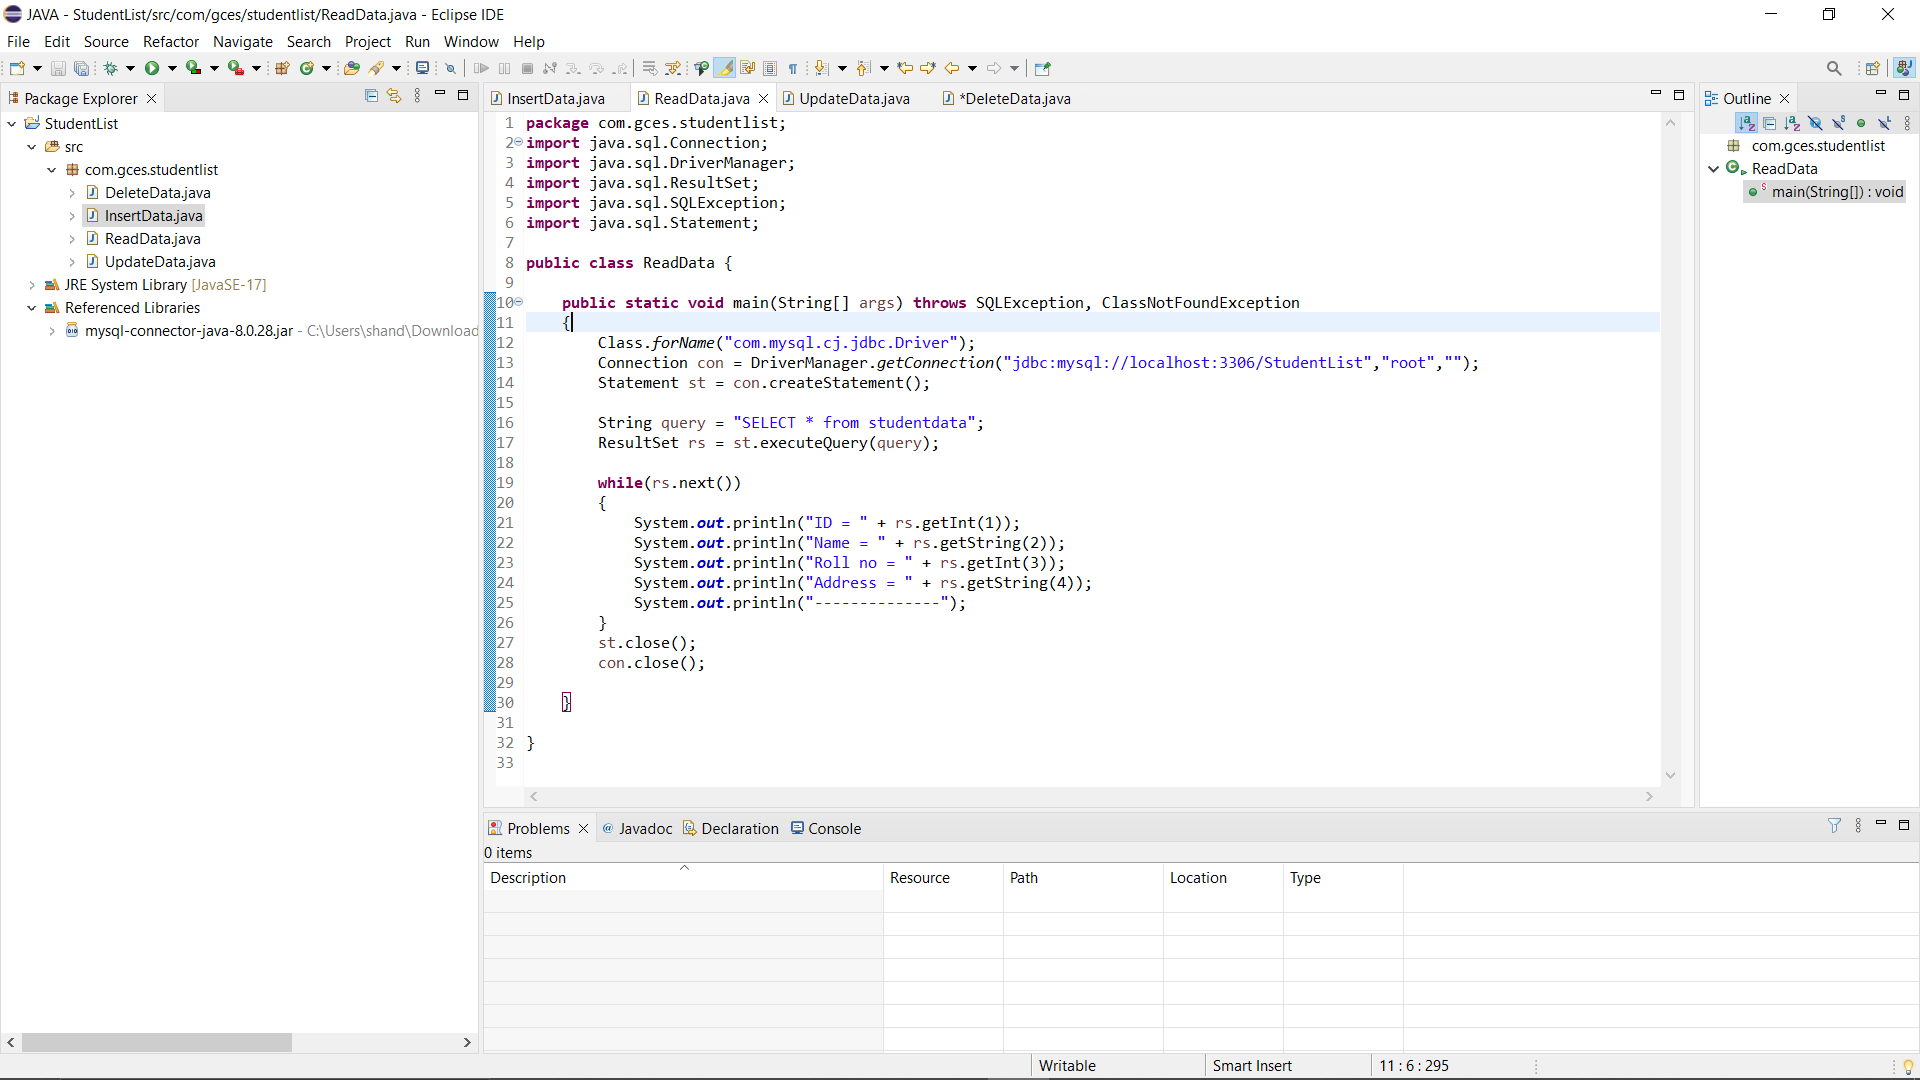 JAVA - StudentList/src/com/gces/studentlist/ReadData.java - Eclipse IDE
File Edit Source Refactor Navigate Search Project Run Window Help
Package Explorer
StudentList
src
com.gces.studentlist
DeleteData.java
InsertData.java
ReadData.java
UpdateData.java
JRE System Library [JavaSE-17]
Referenced Libraries
mysql-connector-java-8.0.28.jar - C:\Users\shand\Download
InsertData.java ReadData.java UpdateData.java *DeleteData.java
1 package com.gces.studentlist;
2 import java.sql.Connection;
3 import java.sql.DriverManager;
4 import java.sql.ResultSet;
5 import java.sql.SQLException;
6 import java.sql.Statement;
7
8 public class ReadData {
9
10     public static void main(String[] args) throws SQLException, ClassNotFoundException
11     {
12         Class.forName("com.mysql.cj.jdbc.Driver");
13         Connection con = DriverManager.getConnection("jdbc:mysql://localhost:3306/StudentList","root","");
14         Statement st = con.createStatement();
15
16         String query = "SELECT * from studentdata";
17         ResultSet rs = st.executeQuery(query);
18
19         while(rs.next())
20         {
21             System.out.println("ID = " + rs.getInt(1));
22             System.out.println("Name = " + rs.getString(2));
23             System.out.println("Roll no = " + rs.getInt(3));
24             System.out.println("Address = " + rs.getString(4));
25             System.out.println("--------------");
26         }
27         st.close();
28         con.close();
29
30     }
31
32 }
33
Outline
com.gces.studentlist
ReadData
main(String[]) : void
Problems @ Javadoc Declaration Console
0 items
Description Resource Path Location Type
Writable Smart Insert 11 : 6 : 295